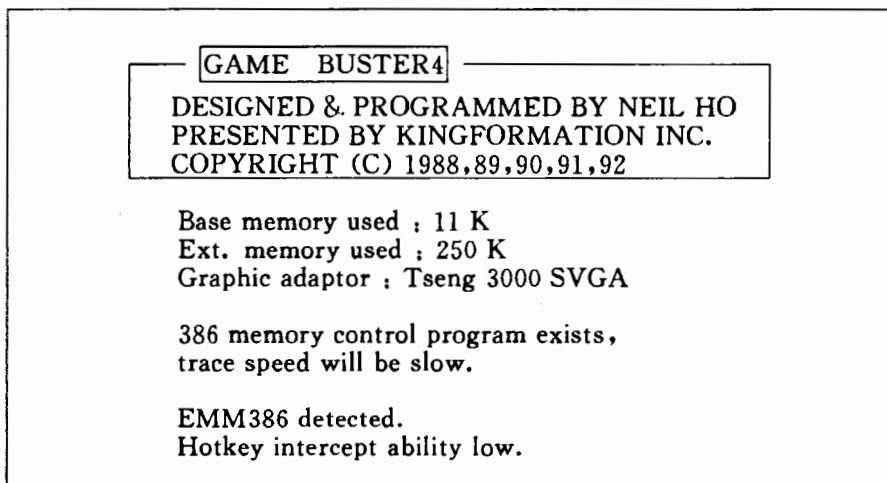 GAME BUSTER4
DESIGNED & PROGRAMMED BY NEIL HO
PRESENTED BY KINGFORMATION INC.
COPYRIGHT (C) 1988,89,90,91,92
Base memory used : 11 K
Ext. memory used : 250 K
Graphic adaptor : Tseng 3000 SVGA
386 memory control program exists,
trace speed will be slow.
EMM386 detected.
Hotkey intercept ability low.